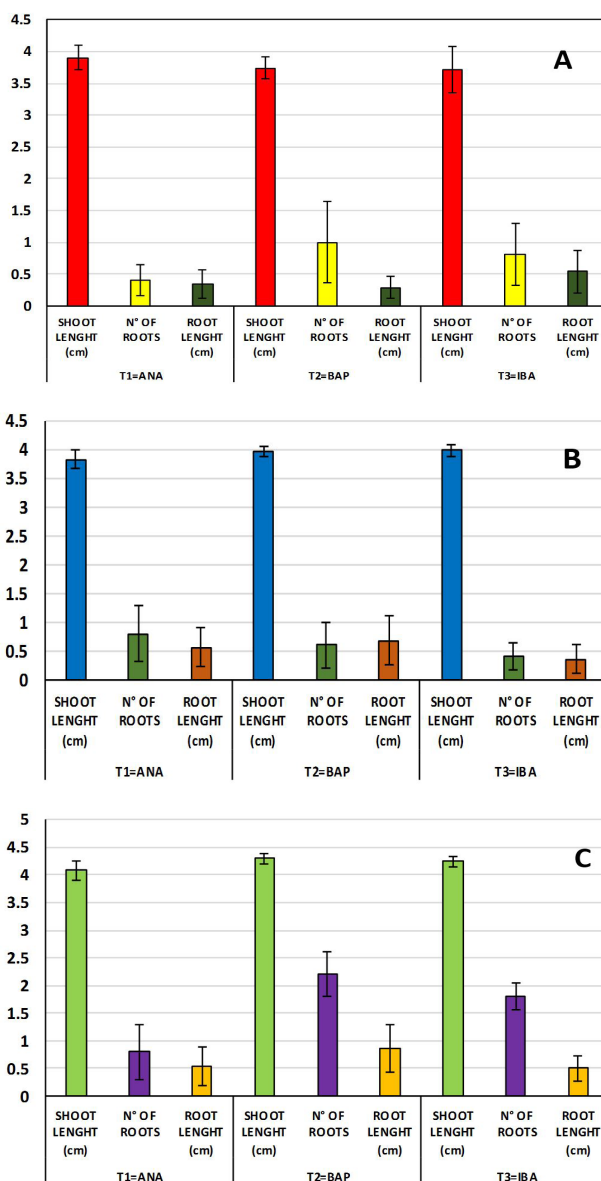 4.5
4
3.5
3
2.5
2
1.5
1
0.5
0
A
SHOOT N° OF ROOT SHOOT N° OF ROOT SHOOT N° OF ROOT
LENGHT ROOTS LENGHT LENGHT ROOTS LENGHT LENGHT ROOTS LENGHT
(cm) (cm) (cm) (cm) (cm) (cm)
T1=ANA T2=BAP T3=IBA
4.5
4
3.5
3
2.5
2
1.5
1
0.5
0
B
SHOOT N° OF ROOT SHOOT N° OF ROOT SHOOT N° OF ROOT
LENGHT ROOTS LENGHT LENGHT ROOTS LENGHT LENGHT ROOTS LENGHT
(cm) (cm) (cm) (cm) (cm) (cm)
T1=ANA T2=BAP T3=IBA
5
4.5
4
3.5
3
2.5
2
1.5
1
0.5
0
C
SHOOT N° OF ROOT SHOOT N° OF ROOT SHOOT N° OF ROOT
LENGHT ROOTS LENGHT LENGHT ROOTS LENGHT LENGHT ROOTS LENGHT
(cm) (cm) (cm) (cm) (cm) (cm)
T1=ANA T2=BAP T3=IBA